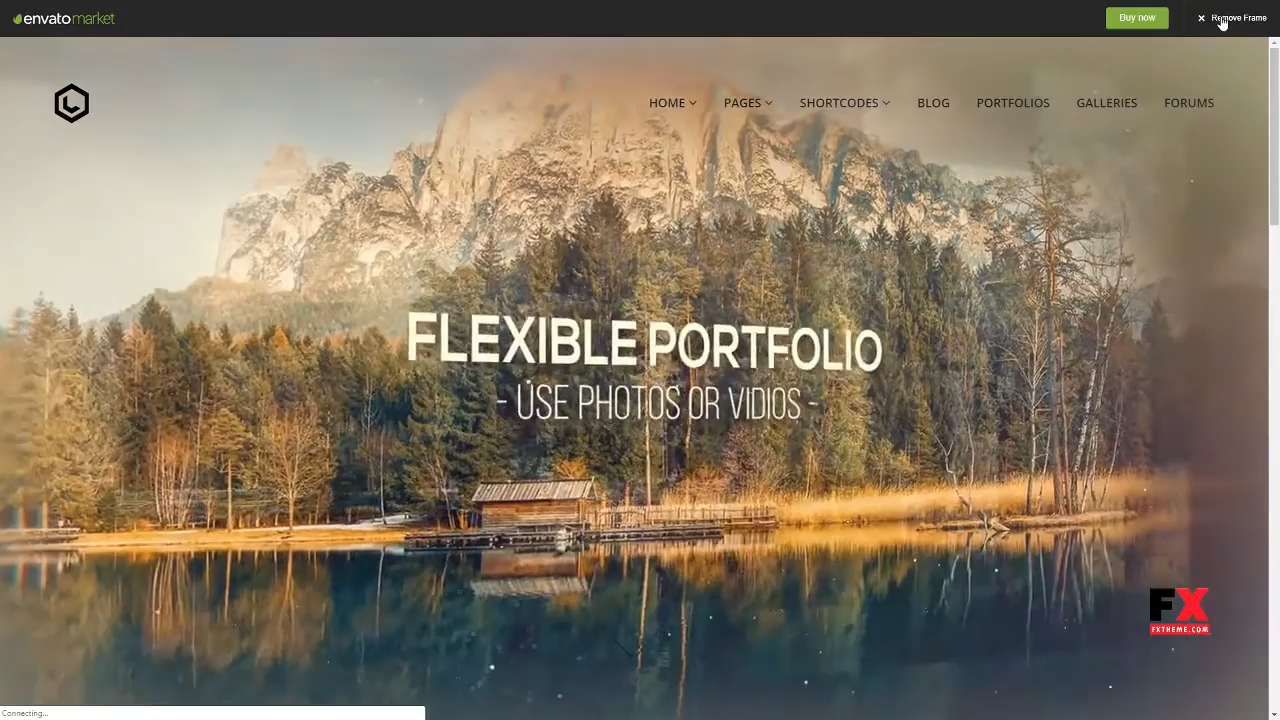 envatomarket
Buy now
× Remove Frame
HOME
PAGES
SHORTCODES
BLOG
PORTFOLIOS
GALLERIES
FORUMS
FLEXIBLE PORTFOLIO
- USE PHOTOS OR VIDIOS -
FX
FXTHEME.COM
Connecting...